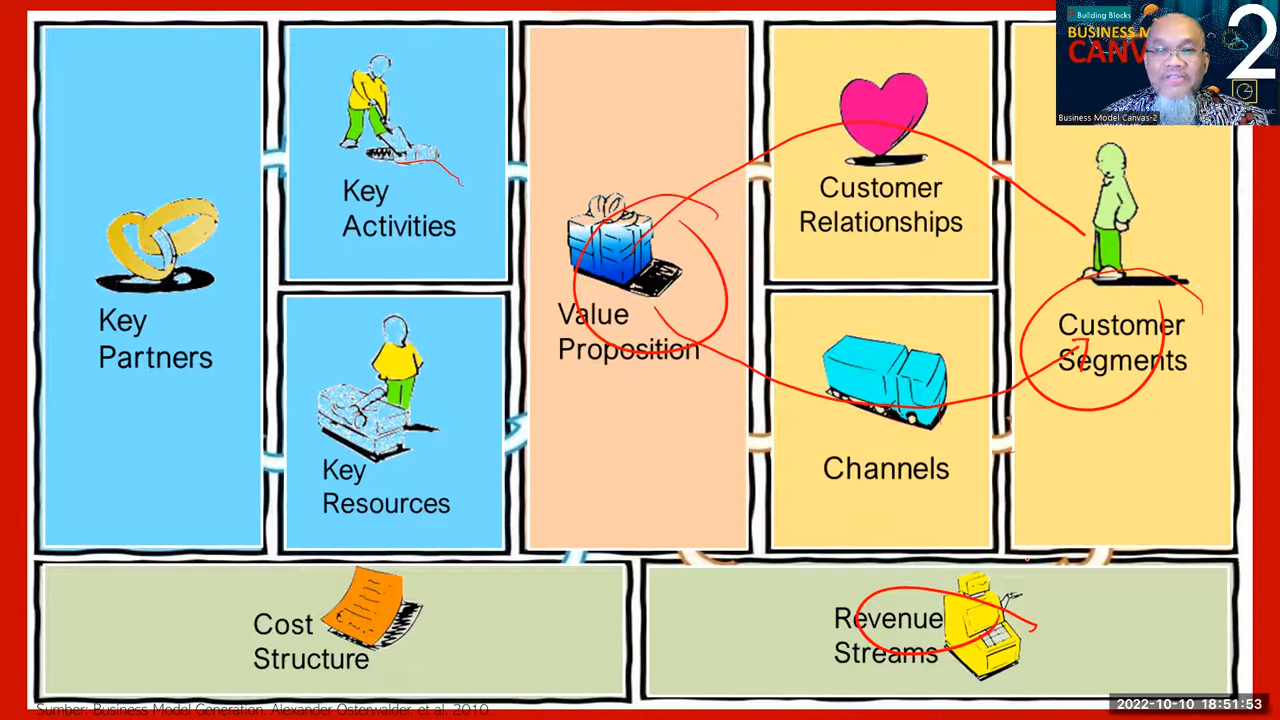 Key
Partners
Key
Activities
Key
Resources
Value
Proposition
Customer
Relationships
Channels
Customer
Segments
Cost
Structure
Revenue
Streams
Building Blocks
BUSINESS M
CANV
2
Business Model Canvas-2
Sumber: Business Model Generation. Alexander Osterwalder. et al. 2010
2022-10-10 18:51:53